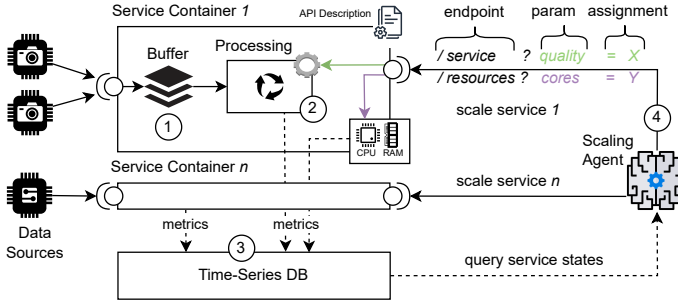 Service Container 1
API Description
endpoint param assignment
Buffer
Processing
/ service ? quality = X
/ resources ? cores = Y
1
2
scale service 1
4
CPU RAM
Scaling
Agent
Service Container n
scale service n
Data
Sources
metrics
metrics
3
Time-Series DB
query service states